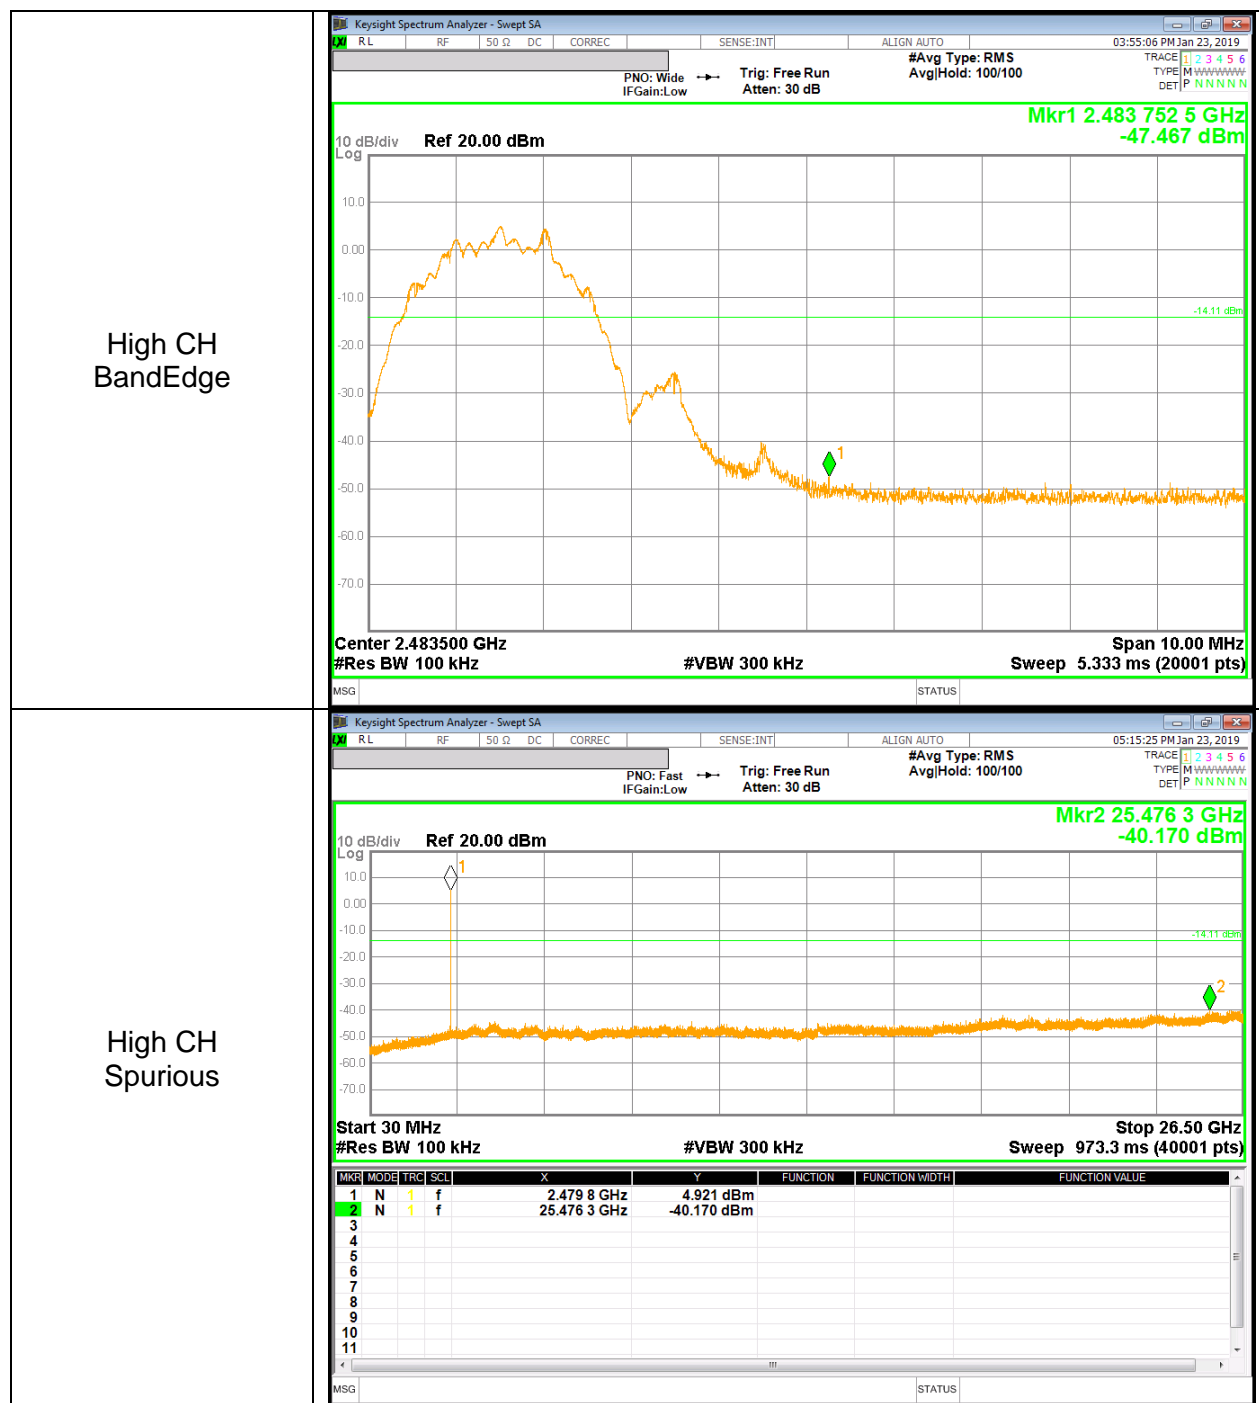 High CH
BandEdge
Keysight Spectrum Analyzer - Swept SA
LXI RL RF 50 Ω DC CORREC SENSE:INT ALIGN AUTO 03:55:06 PM Jan 23, 2019
PNO: Wide IFGain:Low Trig: Free Run Atten: 30 dB #Avg Type: RMS Avg|Hold: 100/100
TRACE 1 2 3 4 5 6
TYPE M WWWWW
DET P N N N N N
Mkr1 2.483 752 5 GHz
-47.467 dBm
10 dB/div Ref 20.00 dBm
Log
10.0
0.00
-10.0
-14.11 dBm
-20.0
-30.0
-40.0
1
-50.0
-60.0
-70.0
Center 2.483500 GHz Span 10.00 MHz
#Res BW 100 kHz #VBW 300 kHz Sweep 5.333 ms (20001 pts)
MSG STATUS
High CH
Spurious
Keysight Spectrum Analyzer - Swept SA
LXI RL RF 50 Ω DC CORREC SENSE:INT ALIGN AUTO 05:15:25 PM Jan 23, 2019
PNO: Fast IFGain:Low Trig: Free Run Atten: 30 dB #Avg Type: RMS Avg|Hold: 100/100
TRACE 1 2 3 4 5 6
TYPE M WWWWW
DET P N N N N N
Mkr2 25.476 3 GHz
-40.170 dBm
10 dB/div Ref 20.00 dBm
Log
1
10.0
0.00
-10.0
-14.11 dBm
-20.0
-30.0
2
-40.0
-50.0
-60.0
-70.0
Start 30 MHz Stop 26.50 GHz
#Res BW 100 kHz #VBW 300 kHz Sweep 973.3 ms (40001 pts)
MKR MODE TRC SCL X Y FUNCTION FUNCTION WIDTH FUNCTION VALUE
1 N 1 f 2.479 8 GHz 4.921 dBm
2 N 1 f 25.476 3 GHz -40.170 dBm
3
4
5
6
7
8
9
10
11
MSG STATUS